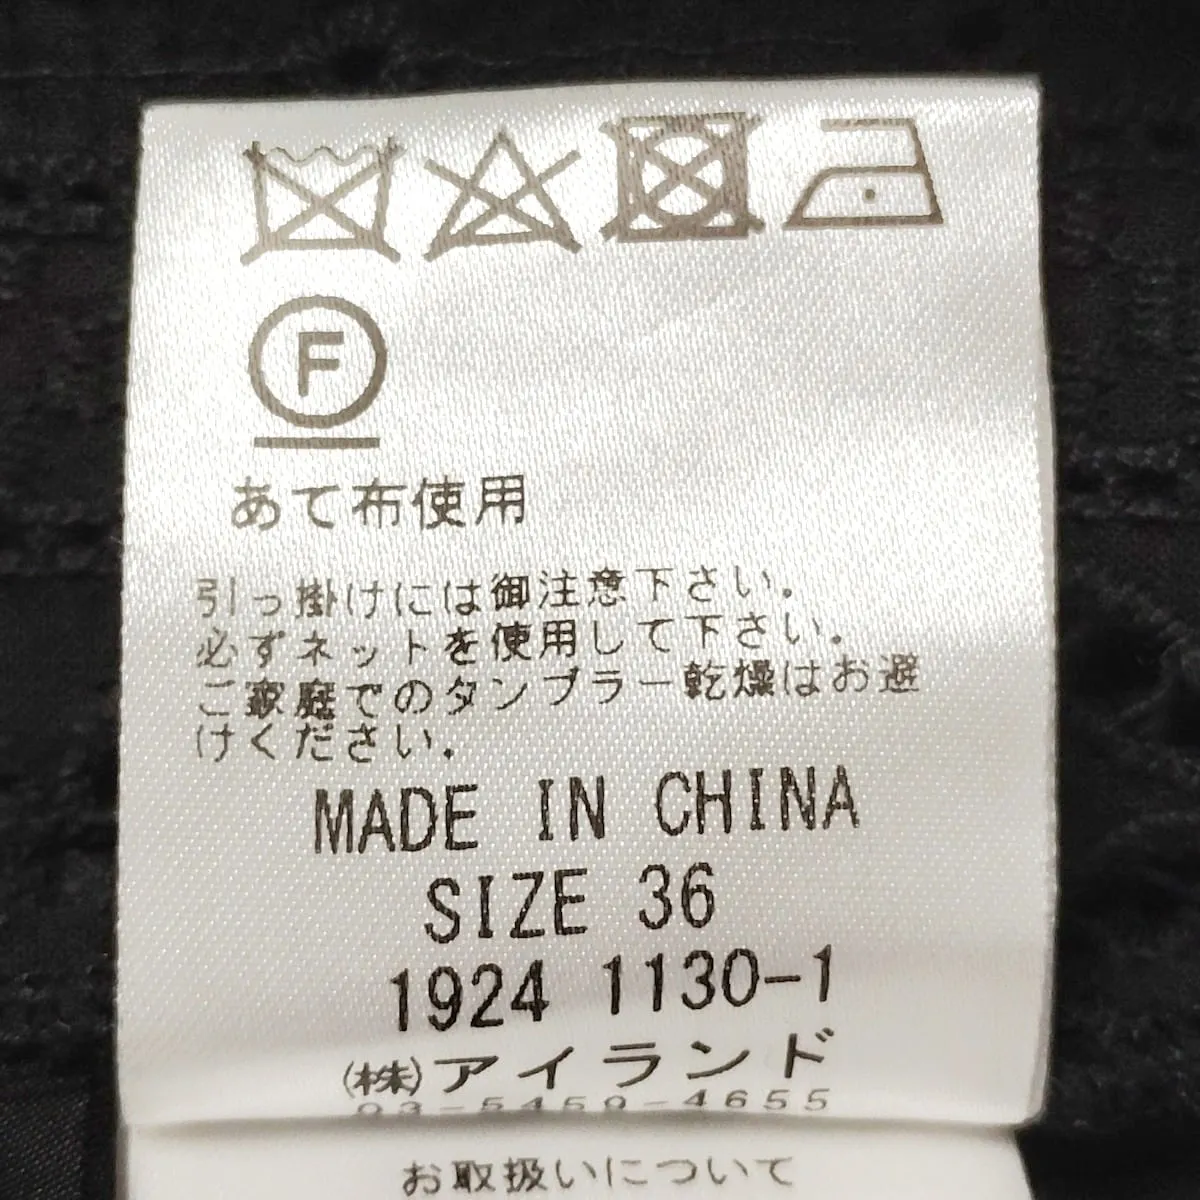 F
あて布使用
引っ掛けには御注意下さい。
必ずネットを使用して下さい。
ご家庭でのタンブラー乾燥はお避
けください。
MADE IN CHINA
SIZE 36
1924 1130-1
(株)アイランド
03-5459-4655
お取扱いについて